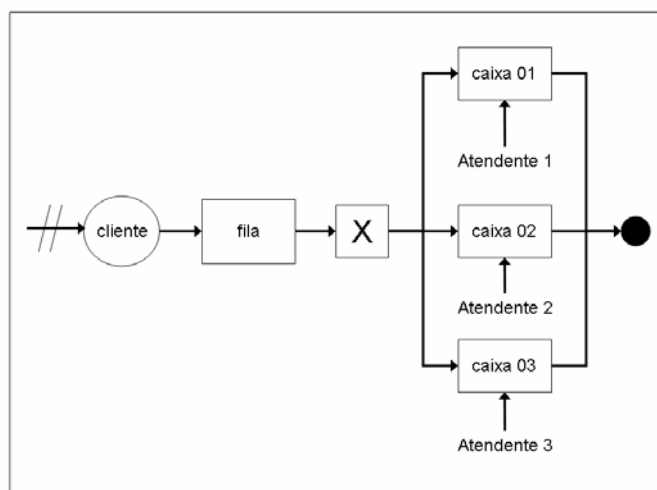 caixa 01
Atendente 1
cliente
fila
X
caixa 02
Atendente 2
caixa 03
Atendente 3